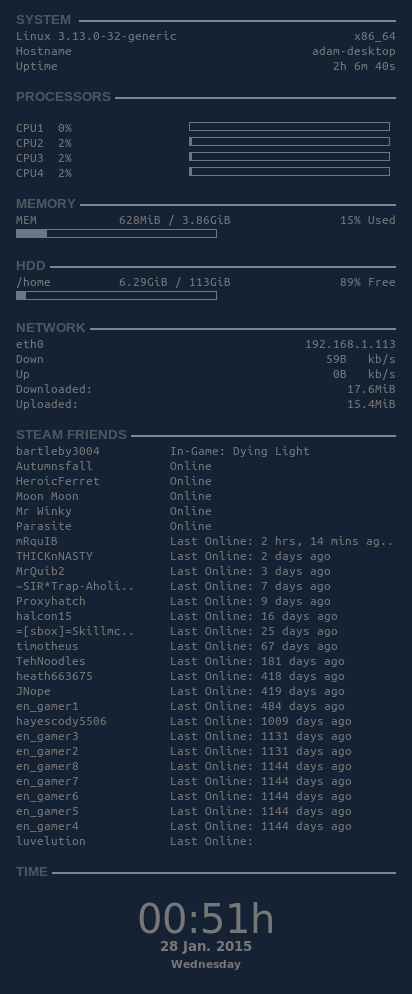 SYSTEM
Linux 3.13.0-32-generic x86_64
Hostname adam-desktop
Uptime 2h 6m 40s
PROCESSORS
CPU1 0%
CPU2 2%
CPU3 2%
CPU4 2%
MEMORY
MEM 628MiB / 3.86GiB 15% Used
HDD
/home 6.29GiB / 113GiB 89% Free
NETWORK
eth0 192.168.1.113
Down 59B kb/s
Up 0B kb/s
Downloaded: 17.6MiB
Uploaded: 15.4MiB
STEAM FRIENDS
bartleby3004 In-Game: Dying Light
Autumnsfall Online
HeroicFerret Online
Moon Moon Online
Mr Winky Online
Parasite Online
mRquIB Last Online: 2 hrs, 14 mins ag..
THICKnNASTY Last Online: 2 days ago
MrQuib2 Last Online: 3 days ago
~SIR*Trap-Aholi.. Last Online: 7 days ago
Proxyhatch Last Online: 9 days ago
halcon15 Last Online: 16 days ago
=[sbox]=Skillmc.. Last Online: 25 days ago
timotheus Last Online: 67 days ago
TehNoodles Last Online: 181 days ago
heath663675 Last Online: 418 days ago
JNope Last Online: 419 days ago
en_gamer1 Last Online: 484 days ago
hayescody5506 Last Online: 1009 days ago
en_gamer3 Last Online: 1131 days ago
en_gamer2 Last Online: 1131 days ago
en_gamer8 Last Online: 1144 days ago
en_gamer7 Last Online: 1144 days ago
en_gamer6 Last Online: 1144 days ago
en_gamer5 Last Online: 1144 days ago
en_gamer4 Last Online: 1144 days ago
luvelution Last Online:
TIME
00:51h
28 Jan. 2015
Wednesday